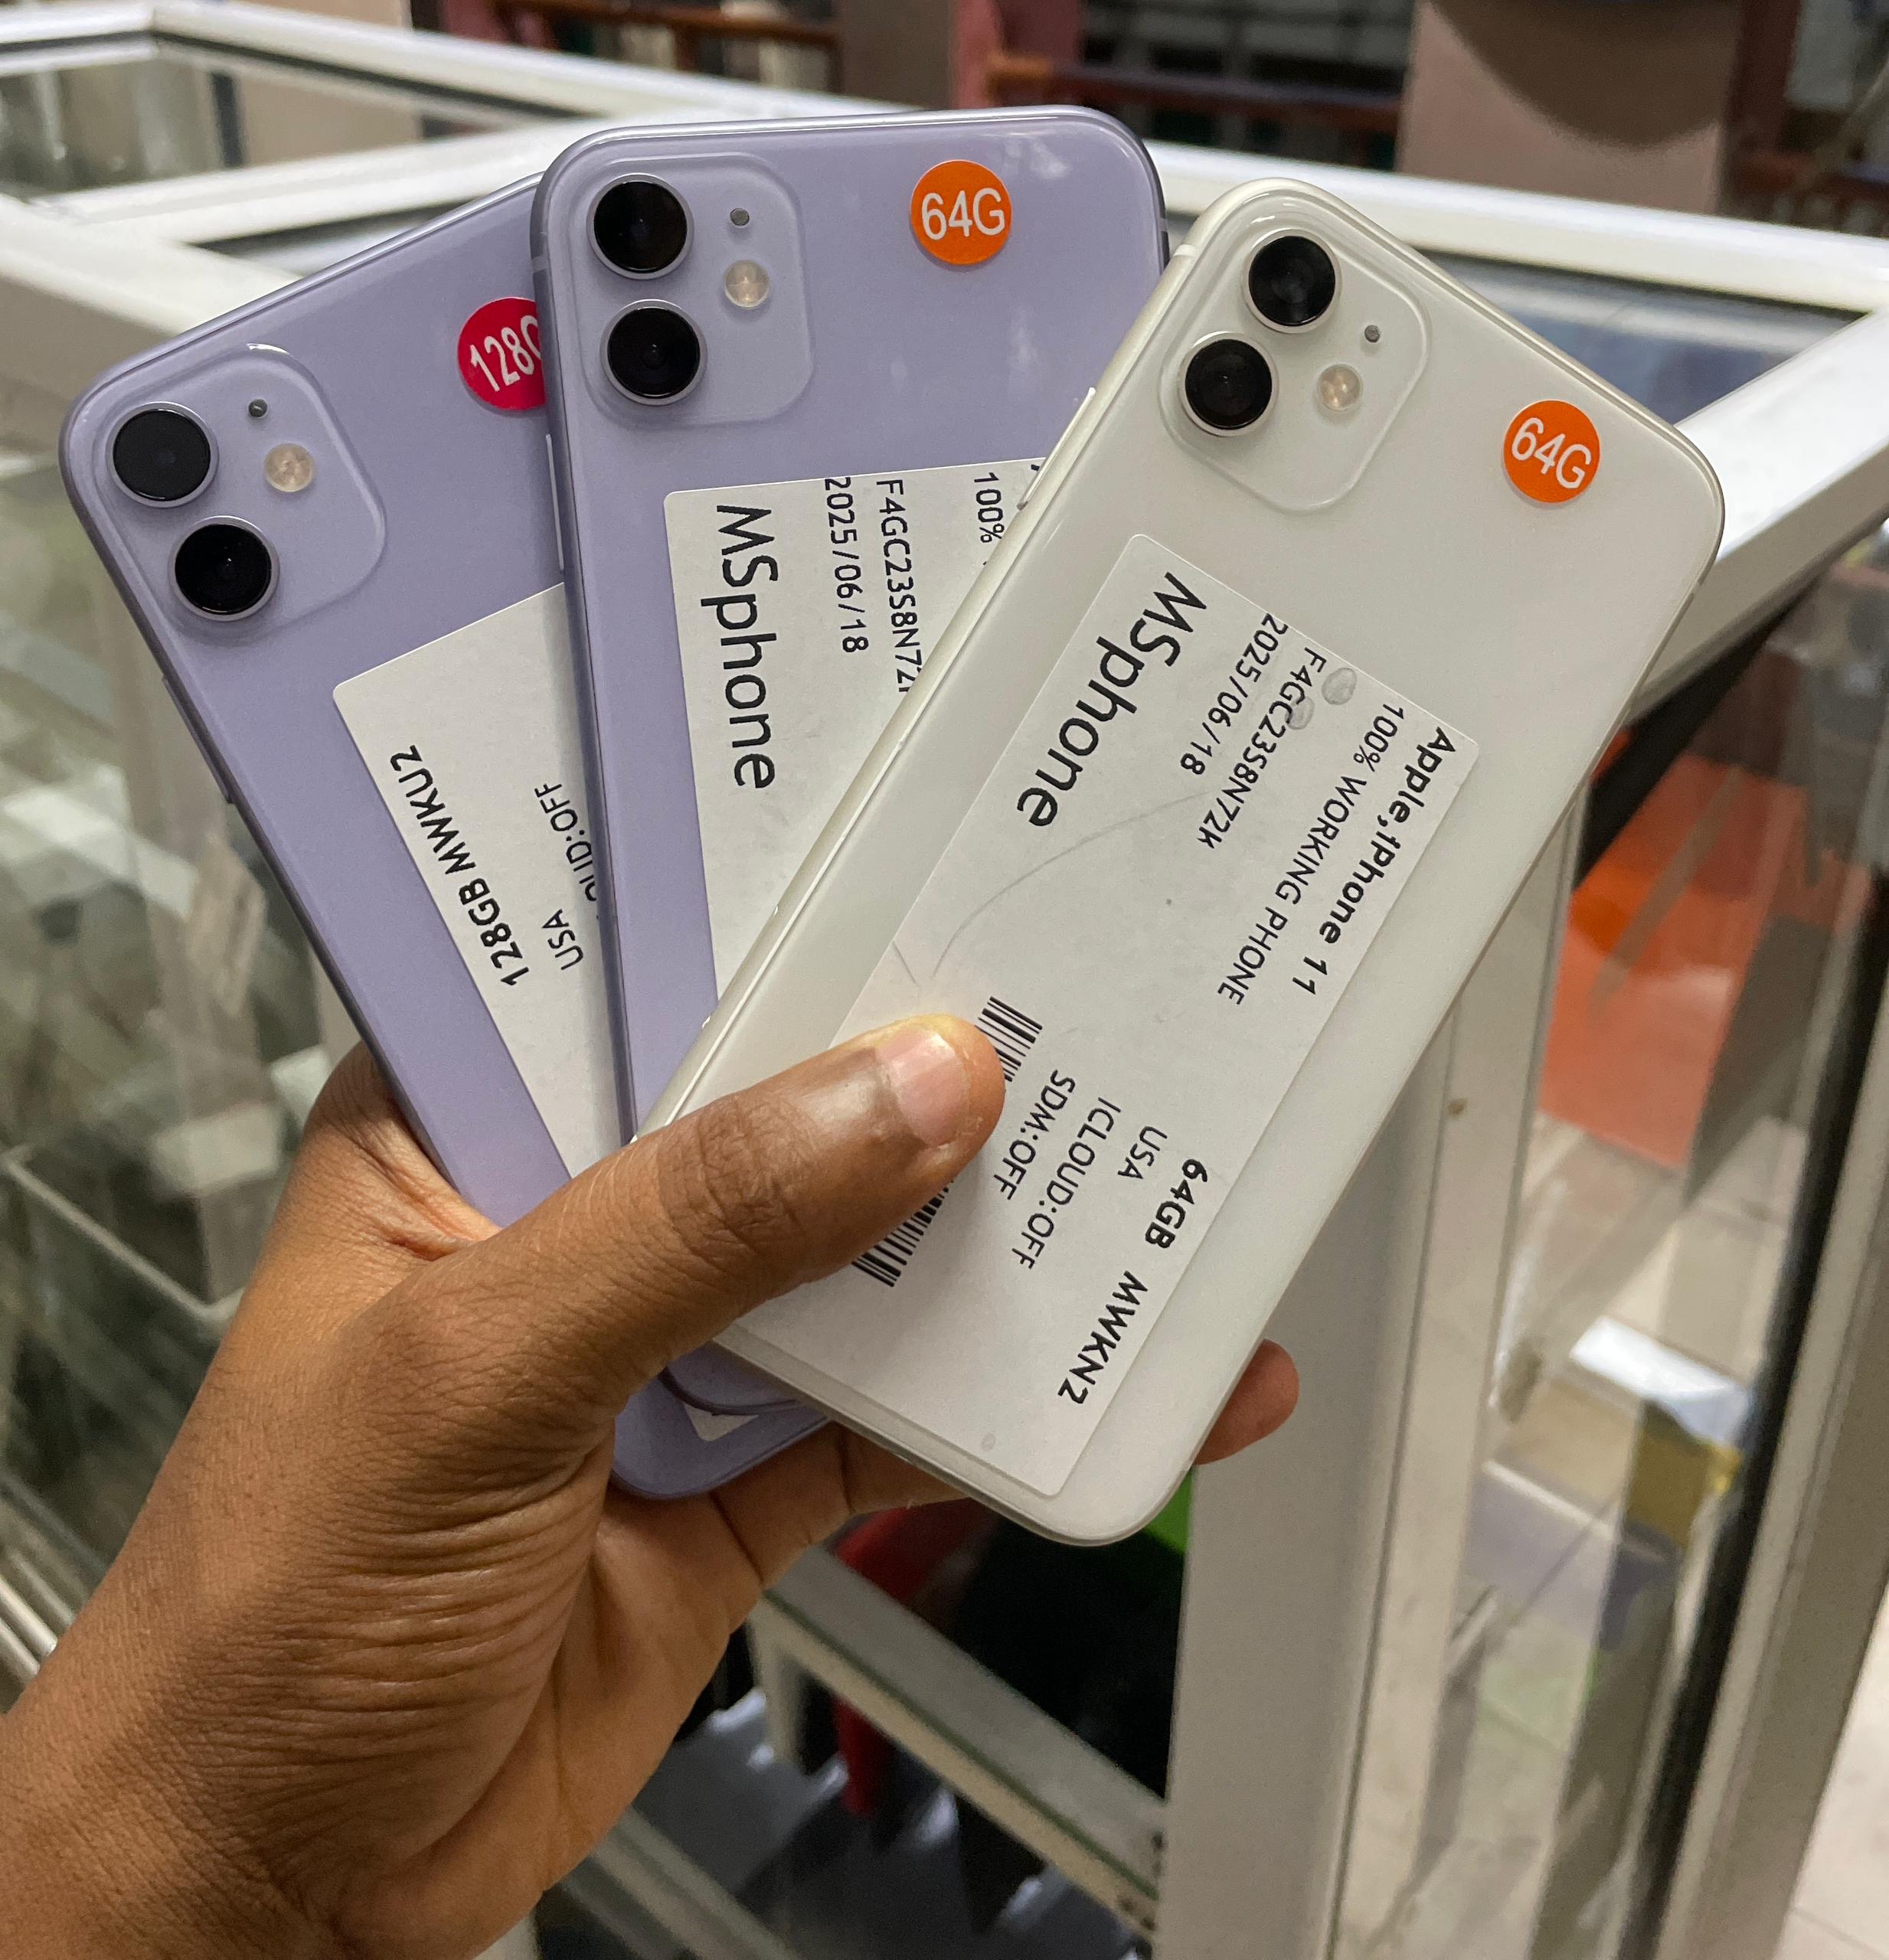 128GB MWKU2
USA
64G
MSphone
2025/06/18
100%
64G
Apple,iPhone 11
100% WORKING PHONE
F4GC23S8N72K
2025/06/18
MSphone
64GB MWKN2
USA
ICLOUD:OFF
SDM:OFF